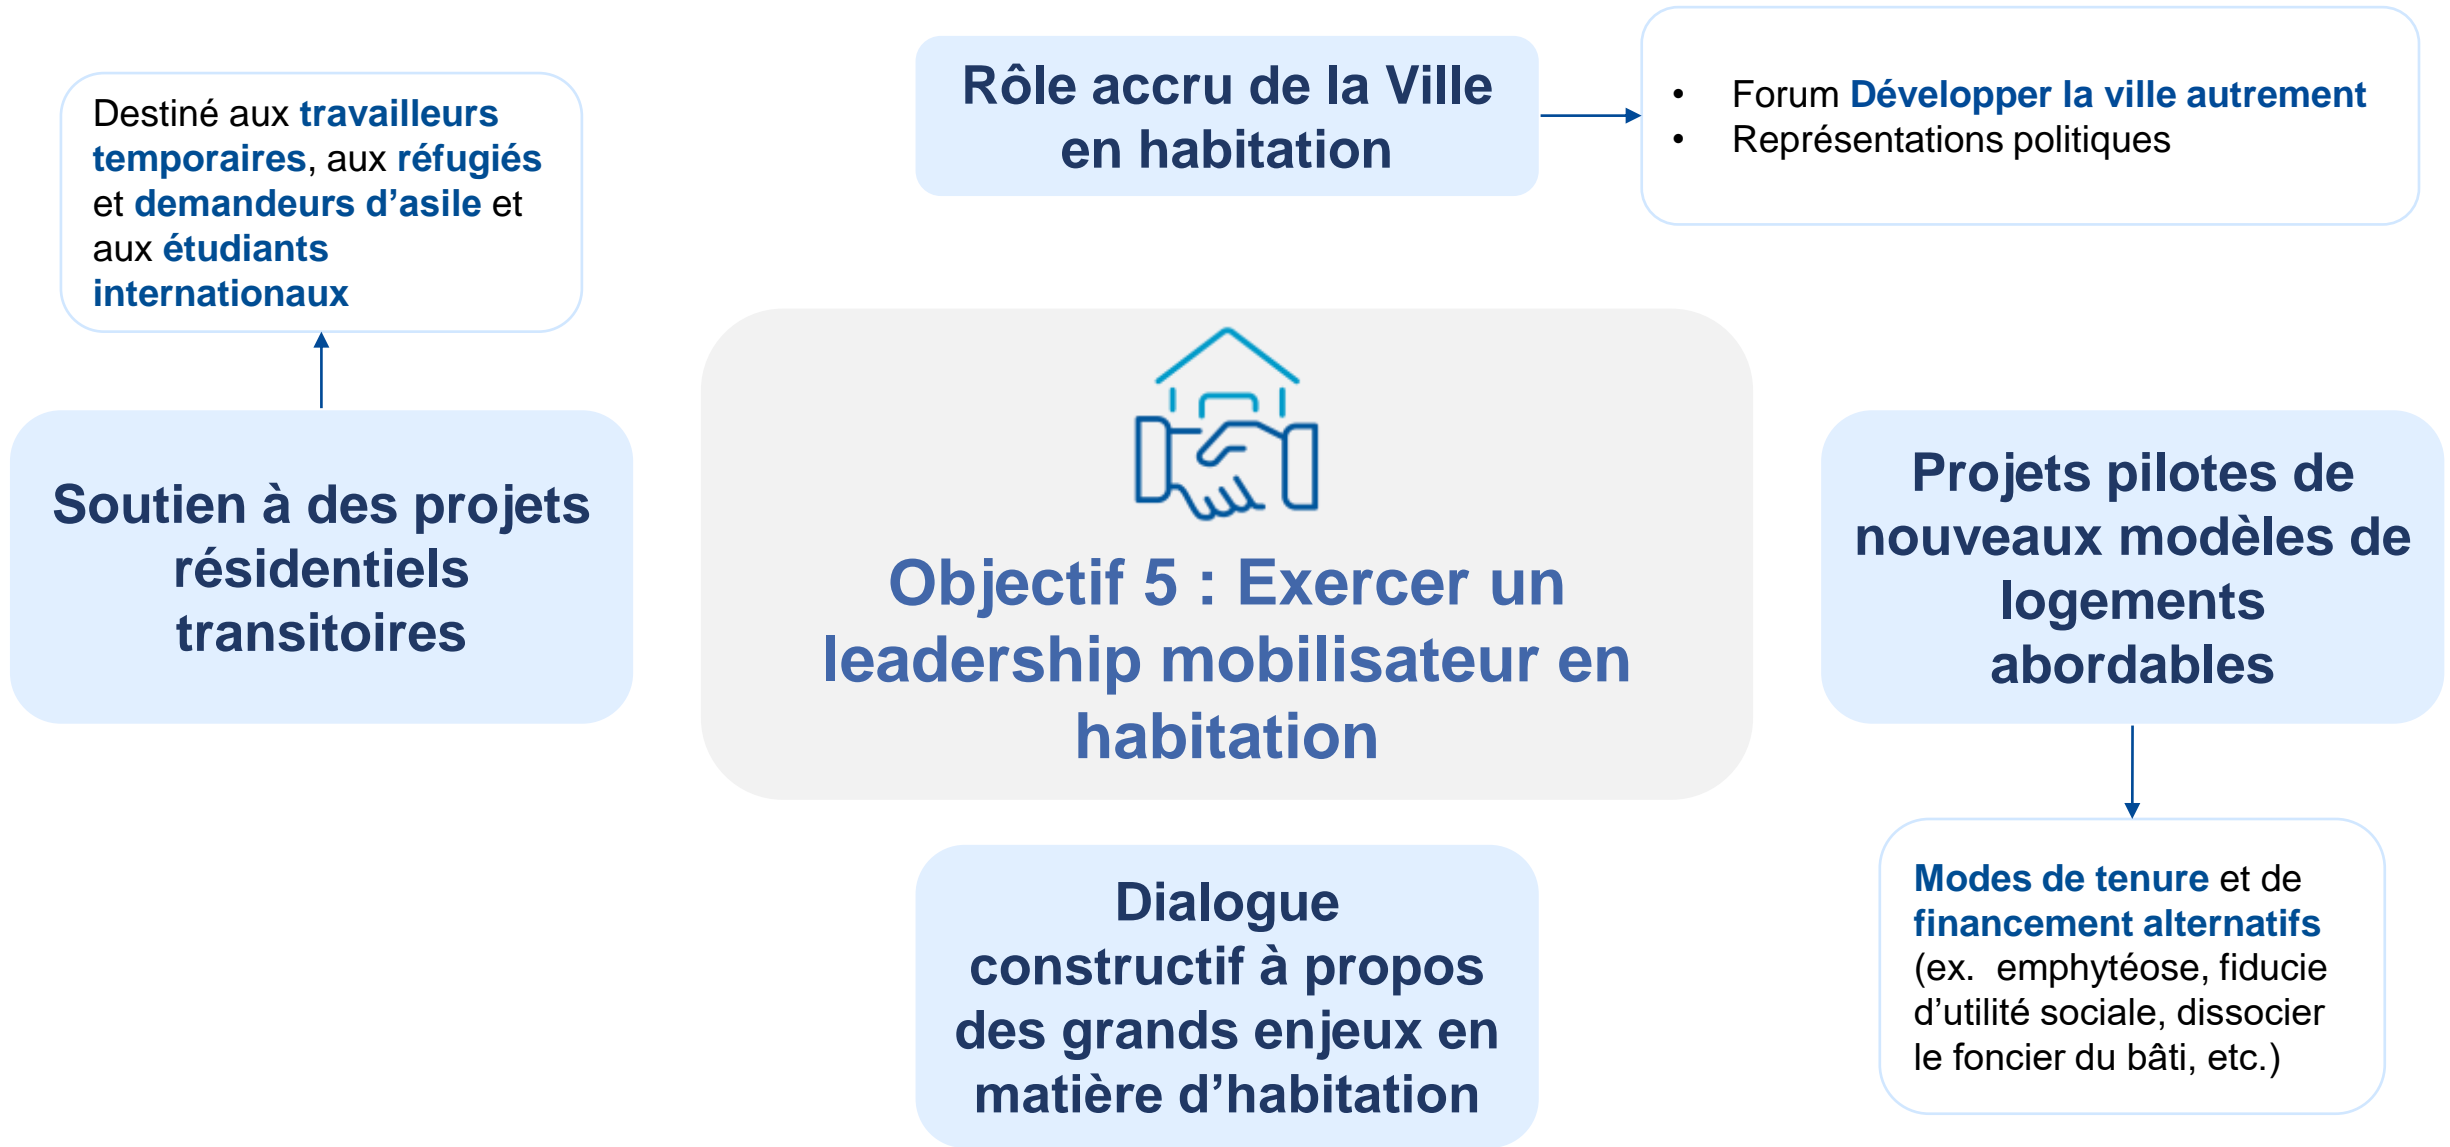 Rôle accru de la Ville
en habitation
• Forum Développer la ville autrement
• Représentations politiques
Destiné aux travailleurs
temporaires, aux réfugiés
et demandeurs d’asile et
aux étudiants
internationaux
Soutien à des projets
résidentiels
transitoires
Objectif 5 : Exercer un
leadership mobilisateur en
habitation
Projets pilotes de
nouveaux modèles de
logements
abordables
Modes de tenure et de
financement alternatifs
(ex. emphytéose, fiducie
d’utilité sociale, dissocier
le foncier du bâti, etc.)
Dialogue
constructif à propos
des grands enjeux en
matière d’habitation